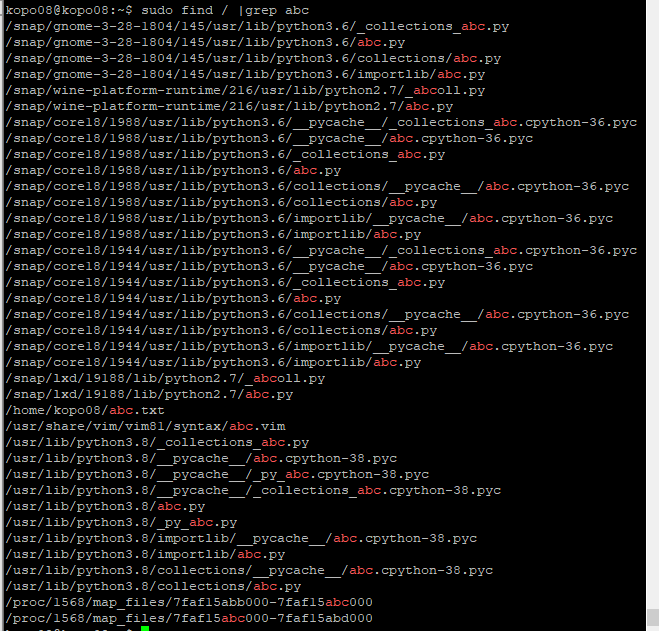 kopo08@kopo08:~$ sudo find / |grep abc
/snap/gnome-3-28-1804/145/usr/lib/python3.6/_collections_abc.py
/snap/gnome-3-28-1804/145/usr/lib/python3.6/abc.py
/snap/gnome-3-28-1804/145/usr/lib/python3.6/collections/abc.py
/snap/gnome-3-28-1804/145/usr/lib/python3.6/importlib/abc.py
/snap/wine-platform-runtime/216/usr/lib/python2.7/_abcoll.py
/snap/wine-platform-runtime/216/usr/lib/python2.7/abc.py
/snap/core18/1988/usr/lib/python3.6/__pycache__/_collections_abc.cpython-36.pyc
/snap/core18/1988/usr/lib/python3.6/__pycache__/abc.cpython-36.pyc
/snap/core18/1988/usr/lib/python3.6/_collections_abc.py
/snap/core18/1988/usr/lib/python3.6/abc.py
/snap/core18/1988/usr/lib/python3.6/collections/__pycache__/abc.cpython-36.pyc
/snap/core18/1988/usr/lib/python3.6/collections/abc.py
/snap/core18/1988/usr/lib/python3.6/importlib/__pycache__/abc.cpython-36.pyc
/snap/core18/1988/usr/lib/python3.6/importlib/abc.py
/snap/core18/1944/usr/lib/python3.6/__pycache__/_collections_abc.cpython-36.pyc
/snap/core18/1944/usr/lib/python3.6/__pycache__/abc.cpython-36.pyc
/snap/core18/1944/usr/lib/python3.6/_collections_abc.py
/snap/core18/1944/usr/lib/python3.6/abc.py
/snap/core18/1944/usr/lib/python3.6/collections/__pycache__/abc.cpython-36.pyc
/snap/core18/1944/usr/lib/python3.6/collections/abc.py
/snap/core18/1944/usr/lib/python3.6/importlib/__pycache__/abc.cpython-36.pyc
/snap/core18/1944/usr/lib/python3.6/importlib/abc.py
/snap/lxd/19188/lib/python2.7/_abcoll.py
/snap/lxd/19188/lib/python2.7/abc.py
/home/kopo08/abc.txt
/usr/share/vim/vim81/syntax/abc.vim
/usr/lib/python3.8/_collections_abc.py
/usr/lib/python3.8/__pycache__/abc.cpython-38.pyc
/usr/lib/python3.8/__pycache__/_py_abc.cpython-38.pyc
/usr/lib/python3.8/__pycache__/_collections_abc.cpython-38.pyc
/usr/lib/python3.8/abc.py
/usr/lib/python3.8/_py_abc.py
/usr/lib/python3.8/importlib/__pycache__/abc.cpython-38.pyc
/usr/lib/python3.8/importlib/abc.py
/usr/lib/python3.8/collections/__pycache__/abc.cpython-38.pyc
/usr/lib/python3.8/collections/abc.py
/proc/1568/map_files/7faf15abb000-7faf15abc000
/proc/1568/map_files/7faf15abc000-7faf15abd000